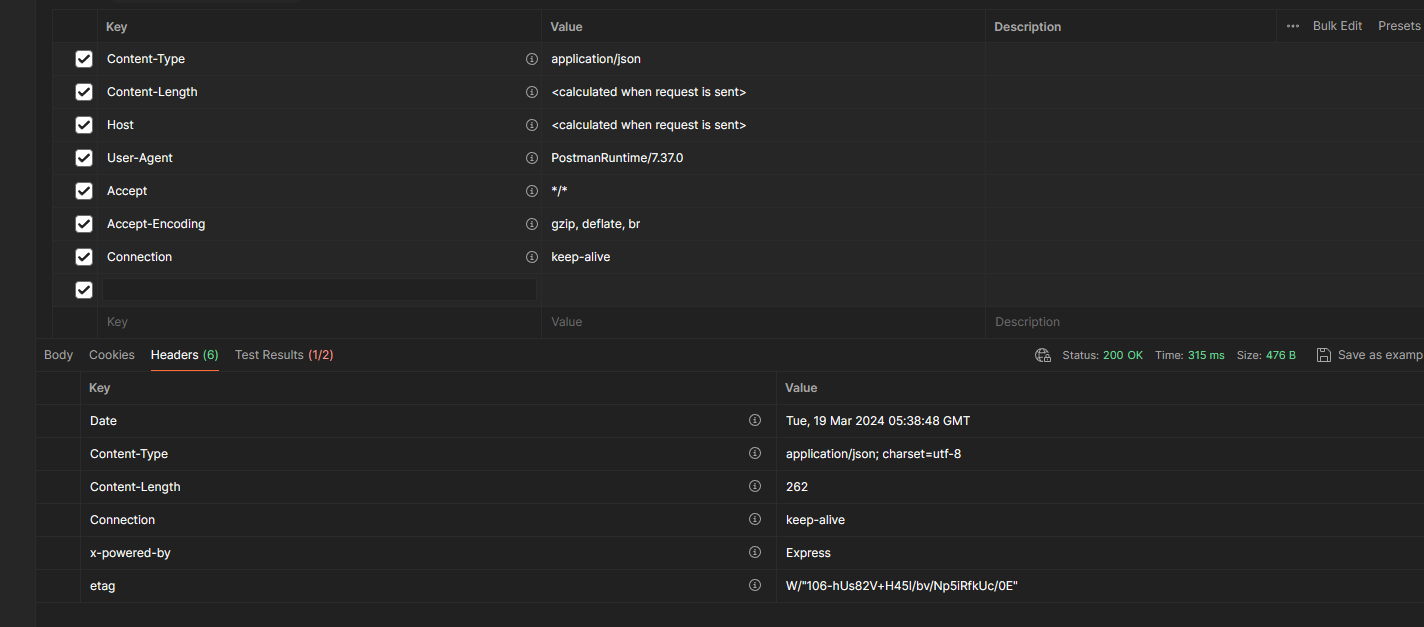 Key Value Description ••• Bulk Edit Presets
Content-Type application/json
Content-Length <calculated when request is sent>
Host <calculated when request is sent>
User-Agent PostmanRuntime/7.37.0
Accept */*
Accept-Encoding gzip, deflate, br
Connection keep-alive
Key Value Description
Body Cookies Headers (6) Test Results (1/2) Status: 200 OK Time: 315 ms Size: 476 B Save as examp
Key Value
Date Tue, 19 Mar 2024 05:38:48 GMT
Content-Type application/json; charset=utf-8
Content-Length 262
Connection keep-alive
x-powered-by Express
etag W/"106-hUs82V+H45I/bv/Np5iRfkUc/0E"